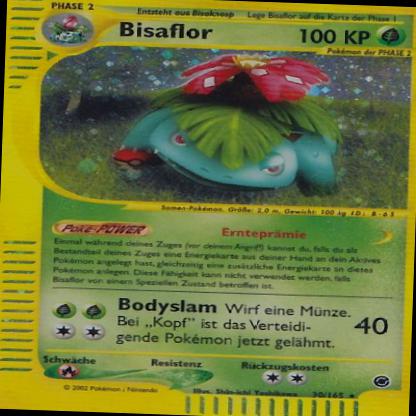 PHASE 2
Entsteht aus Bisaknosp Lege Bisaflor auf die Karte der Phase 1
Bisaflor 100 KP
Pokémon der PHASE 2
Samen-Pokémon. Größe: 2,0 m. Gewicht: 100 kg
Poké-POWER Ernteprämie
Einmal während deines Zuges (vor deinem Angriff) kannst du, falls du als
Bestandteil deines Zuges eine Energiekarte aus deiner Hand an dein Aktives
Pokémon angelegt hast, gleichzeitig eine zusätzliche Energiekarte an dieses
Pokémon anlegen. Diese Fähigkeit kann nicht verwendet werden, falls
Bisaflor von einem Speziellen Zustand betroffen ist.
Bodyslam Wirf eine Münze.
Bei „Kopf" ist das Verteidi-
gende Pokémon jetzt gelähmt.
40
Schwäche Resistenz Rückzugskosten
© 2002 Pokémon / Nintendo Illus. Shin-ichi Yoshikawa 30/165